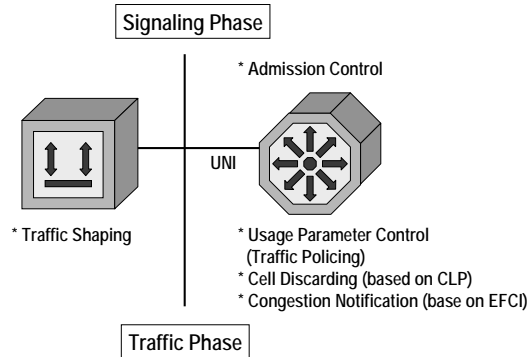 Signaling Phase
* Admission Control
UNI
* Traffic Shaping
* Usage Parameter Control
(Traffic Policing)
* Cell Discarding (based on CLP)
* Congestion Notification (base on EFCI)
Traffic Phase